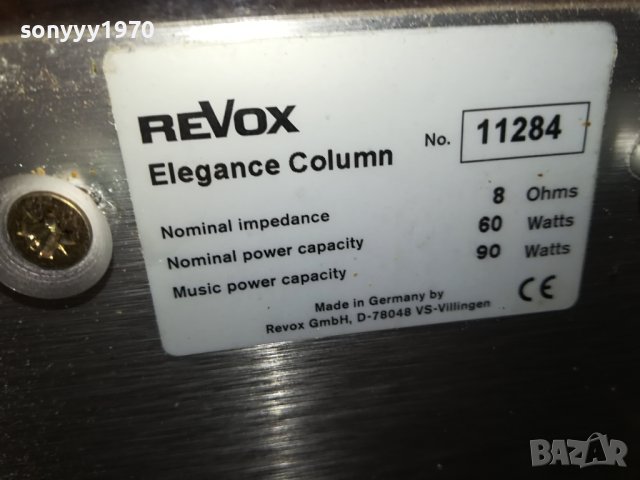 sonyyy1970
REVOX
Elegance Column No. 11284
Nominal impedance 8 Ohms
Nominal power capacity 60 Watts
Music power capacity 90 Watts
Made in Germany by
Revox GmbH, D-78048 VS-Villingen
CE
BAZAR